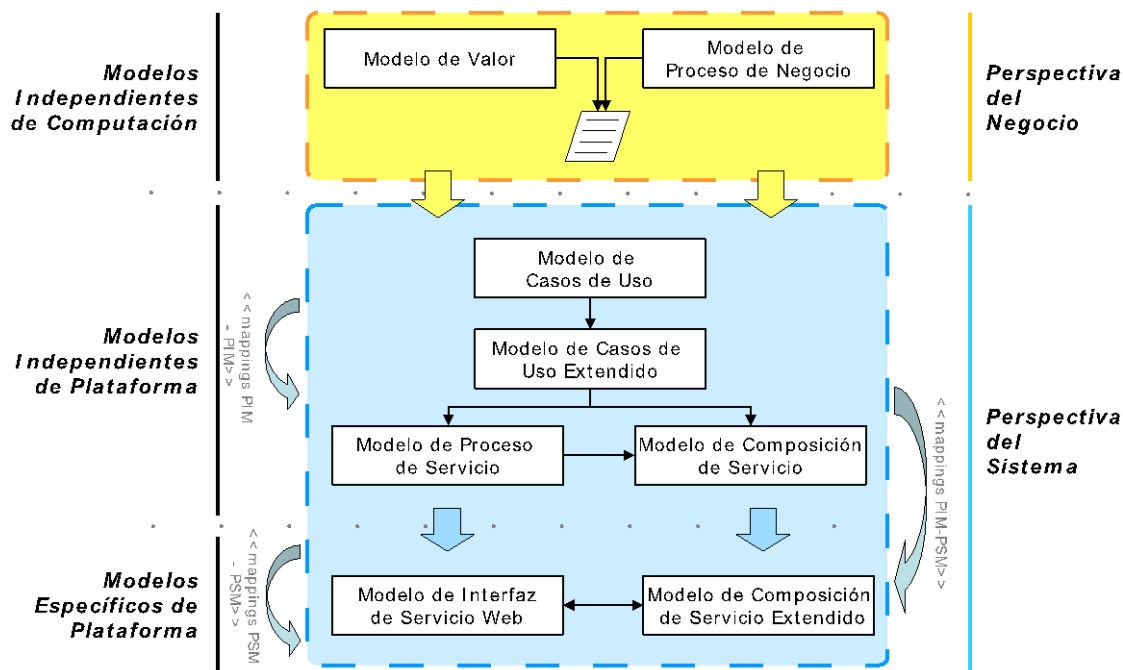 Modelos
Independientes
de Computación
Modelo de Valor
Modelo de
Proceso de Negocio
Perspectiva
del
Negocio
Modelos
Independientes
de Plataforma
<<mappings PIM
- PIM>>
Modelo de
Casos de Uso
Modelo de Casos de
Uso Extendido
Modelo de Proceso
de Servicio
Modelo de Composición
de Servicio
<<mappings PIM-PSM>>
Perspectiva
del
Sistema
Modelos
Específicos de
Plataforma
<<mappings PSM
- PSM>>
Modelo de Interfaz
de Servicio Web
Modelo de Composición
de Servicio Extendido